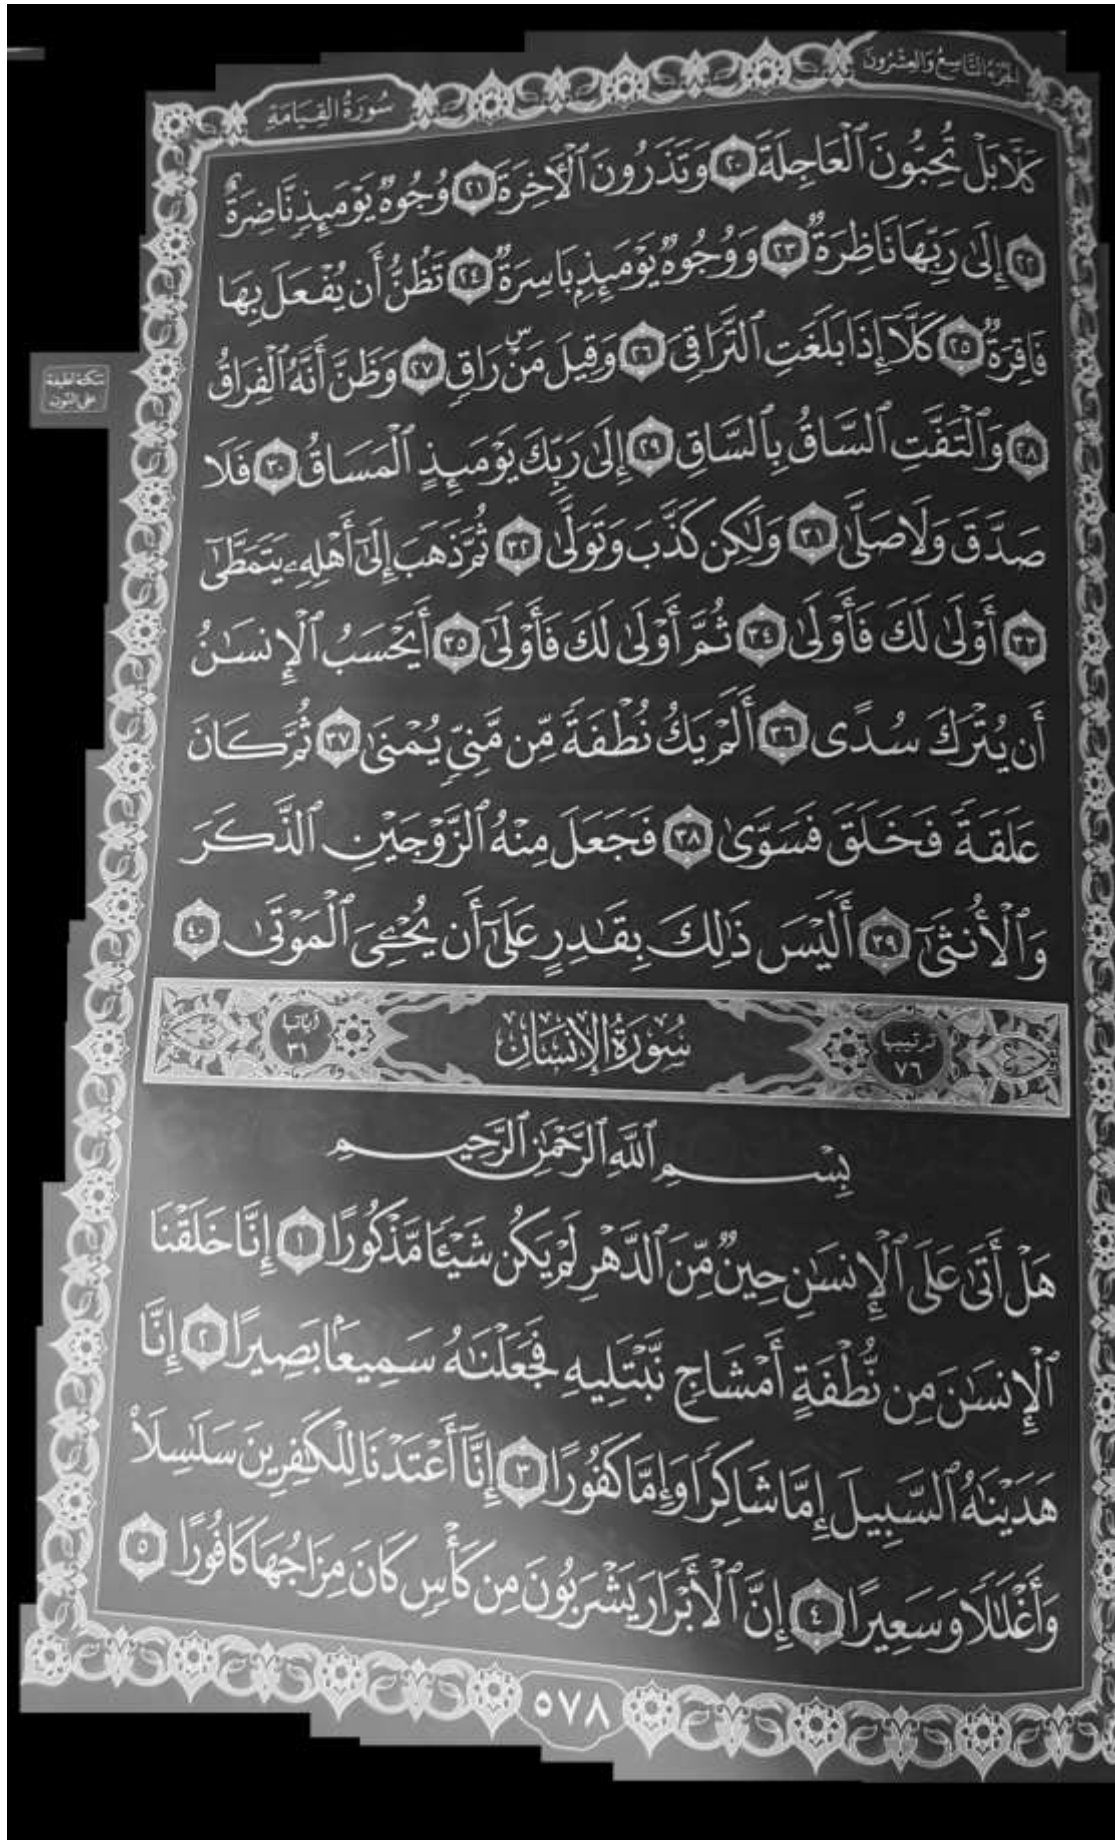 الجزء التاسع والعشرون
سورة القيامة
كَلَّا بَلْ تُحِبُّونَ ٱلْعَاجِلَةَ ٢٠ وَتَذَرُونَ ٱلْأٓخِرَةَ ٢١ وُجُوهٌ يَوْمَئِذٍ نَّاضِرَةٌ
٢٢ إِلَىٰ رَبِّهَا نَاظِرَةٌ ٢٣ وَوُجُوهٌ يَوْمَئِذٍۭ بَاسِرَةٌ ٢٤ تَظُنُّ أَن يُفْعَلَ بِهَا
فَاقِرَةٌ ٢٥ كَلَّآ إِذَا بَلَغَتِ ٱلتَّرَاقِيَ ٢٦ وَقِيلَ مَنْۜ رَاقٍ ٢٧ وَظَنَّ أَنَّهُ ٱلْفِرَاقُ
سكتة لطيفة
على النون
٢٨ وَٱلْتَفَّتِ ٱلسَّاقُ بِٱلسَّاقِ ٢٩ إِلَىٰ رَبِّكَ يَوْمَئِذٍ ٱلْمَسَاقُ ٣٠ فَلَا
صَدَّقَ وَلَا صَلَّىٰ ٣١ وَلَٰكِن كَذَّبَ وَتَوَلَّىٰ ٣٢ ثُمَّ ذَهَبَ إِلَىٰٓ أَهْلِهِۦ يَتَمَطَّىٰٓ
٣٣ أَوْلَىٰ لَكَ فَأَوْلَىٰ ٣٤ ثُمَّ أَوْلَىٰ لَكَ فَأَوْلَىٰٓ ٣٥ أَيَحْسَبُ ٱلْإِنسَٰنُ
أَن يُتْرَكَ سُدًى ٣٦ أَلَمْ يَكُ نُطْفَةً مِّن مَّنِىٍّ يُمْنَىٰ ٣٧ ثُمَّ كَانَ
عَلَقَةً فَخَلَقَ فَسَوَّىٰ ٣٨ فَجَعَلَ مِنْهُ ٱلزَّوْجَيْنِ ٱلذَّكَرَ
وَٱلْأُنثَىٰٓ ٣٩ أَلَيْسَ ذَٰلِكَ بِقَٰدِرٍ عَلَىٰٓ أَن يُحْـِۧىَ ٱلْمَوْتَىٰ ٤٠
ترتيبها ٧٦ سُورَةُ الإِنسَانِ آياتها ٣١
بِسْمِ ٱللَّهِ ٱلرَّحْمَٰنِ ٱلرَّحِيمِ
هَلْ أَتَىٰ عَلَى ٱلْإِنسَٰنِ حِينٌ مِّنَ ٱلدَّهْرِ لَمْ يَكُن شَيْـًٔا مَّذْكُورًا ١ إِنَّا خَلَقْنَا
ٱلْإِنسَٰنَ مِن نُّطْفَةٍ أَمْشَاجٍ نَّبْتَلِيهِ فَجَعَلْنَٰهُ سَمِيعًۢا بَصِيرًا ٢ إِنَّا
هَدَيْنَٰهُ ٱلسَّبِيلَ إِمَّا شَاكِرًا وَإِمَّا كَفُورًا ٣ إِنَّآ أَعْتَدْنَا لِلْكَٰفِرِينَ سَلَٰسِلَا۟
وَأَغْلَٰلًا وَسَعِيرًا ٤ إِنَّ ٱلْأَبْرَارَ يَشْرَبُونَ مِن كَأْسٍ كَانَ مِزَاجُهَا كَافُورًا ٥
٥٧٨